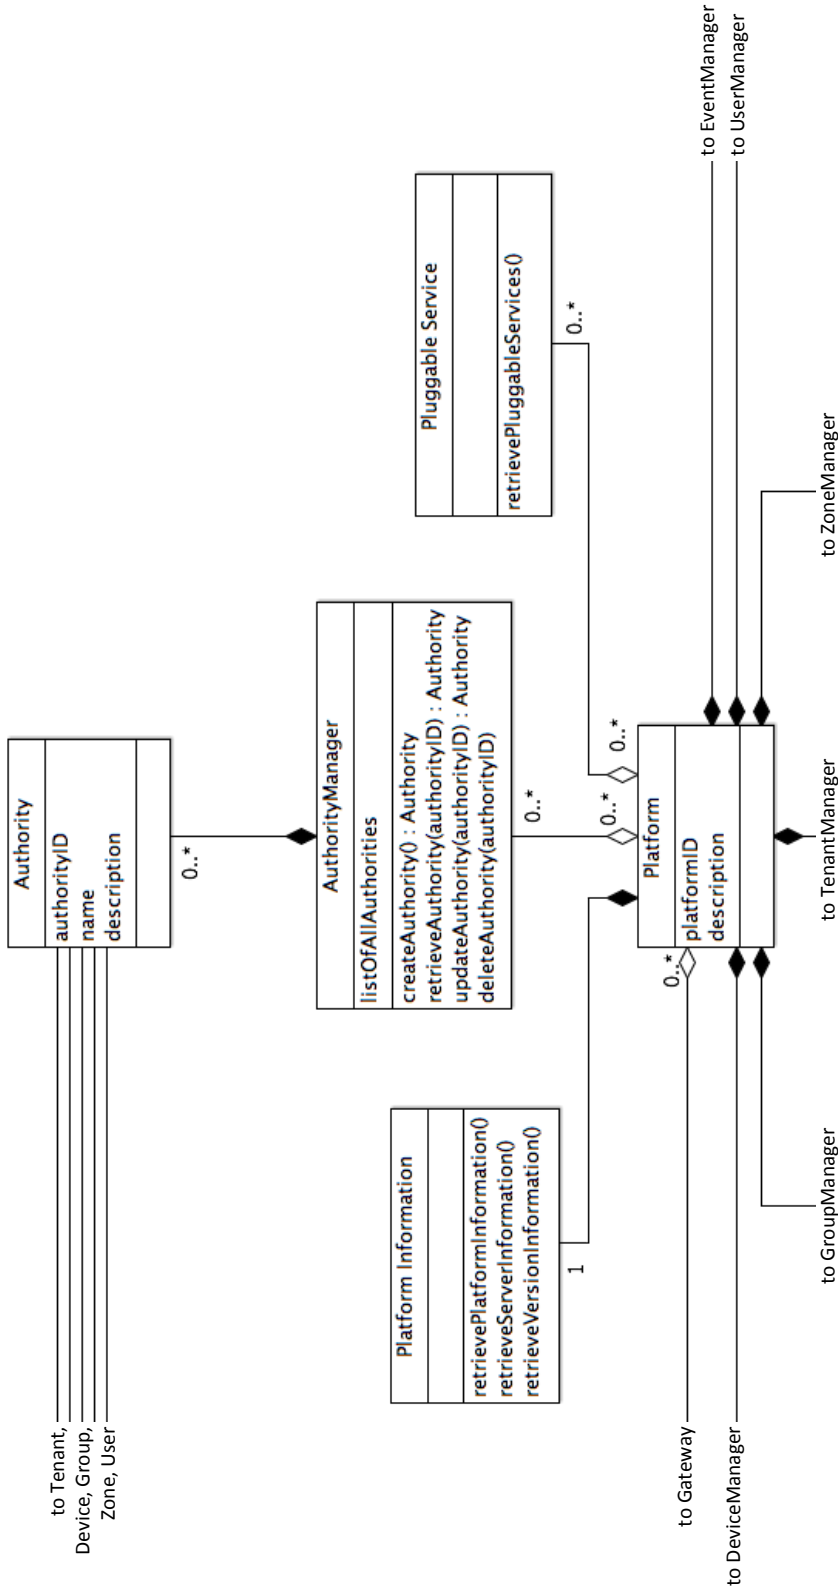 to Tenant,
Device, Group,
Zone, User
Authority
authorityID
name
description
0..*
AuthorityManager
listOfAllAuthorities
createAuthority() : Authority
retrieveAuthority(authorityID) : Authority
updateAuthority(authorityID) : Authority
deleteAuthority(authorityID)
0..*
Platform Information
retrievePlatformInformation()
retrieveServerInformation()
retrieveVersionInformation()
1
Pluggable Service
retrievePluggableServices()
0..*
0..*
0..*
0..*
Platform
platformID
description
to Gateway
to DeviceManager
to GroupManager
to TenantManager
to ZoneManager
to EventManager
to UserManager